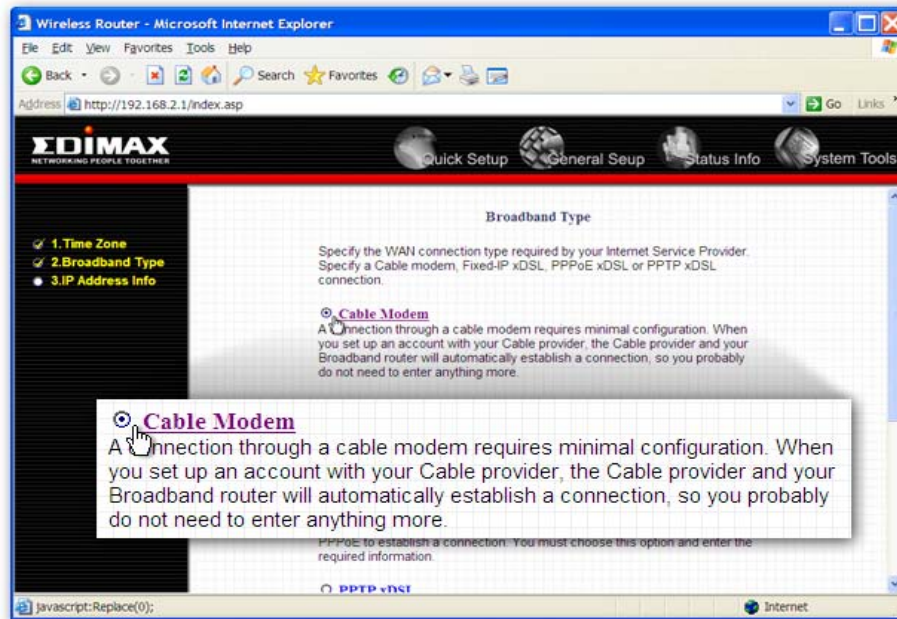 Wireless Router - Microsoft Internet Explorer
File Edit View Favorites Tools Help
Back Search Favorites
Address http://192.168.2.1/index.asp Go Links
EDIMAX
NETWORKING PEOPLE TOGETHER
Quick Setup General Seup Status Info System Tools
1.Time Zone
2.Broadband Type
3.IP Address Info
Broadband Type
Specify the WAN connection type required by your Internet Service Provider.
Specify a Cable modem, Fixed-IP xDSL, PPPoE xDSL or PPTP xDSL
connection.
Cable Modem
A connection through a cable modem requires minimal configuration. When
you set up an account with your Cable provider, the Cable provider and your
Broadband router will automatically establish a connection, so you probably
do not need to enter anything more.
Cable Modem
A connection through a cable modem requires minimal configuration. When
you set up an account with your Cable provider, the Cable provider and your
Broadband router will automatically establish a connection, so you probably
do not need to enter anything more.
PPPoE to establish a connection. You must choose this option and enter the
required information.
PPTP xDSL
javascript:Replace(0); Internet